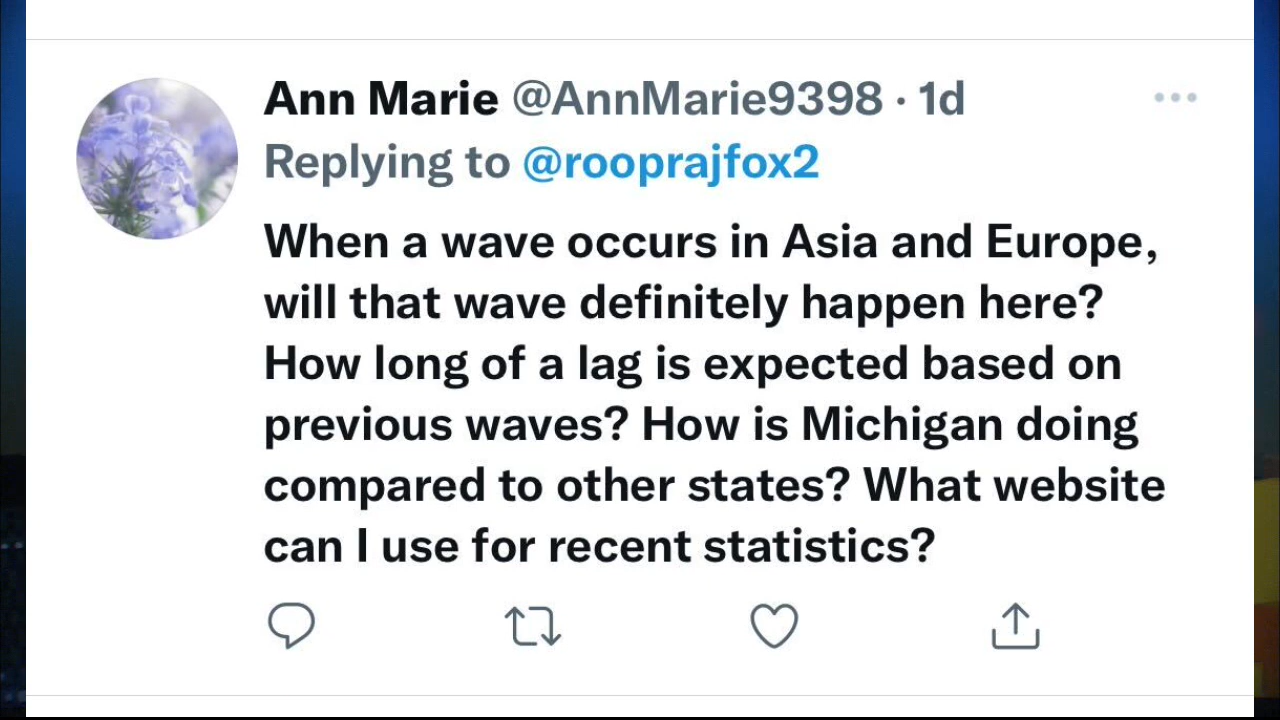 Ann Marie @AnnMarie9398 · 1d
Replying to @rooprajfox2
When a wave occurs in Asia and Europe,
will that wave definitely happen here?
How long of a lag is expected based on
previous waves? How is Michigan doing
compared to other states? What website
can I use for recent statistics?